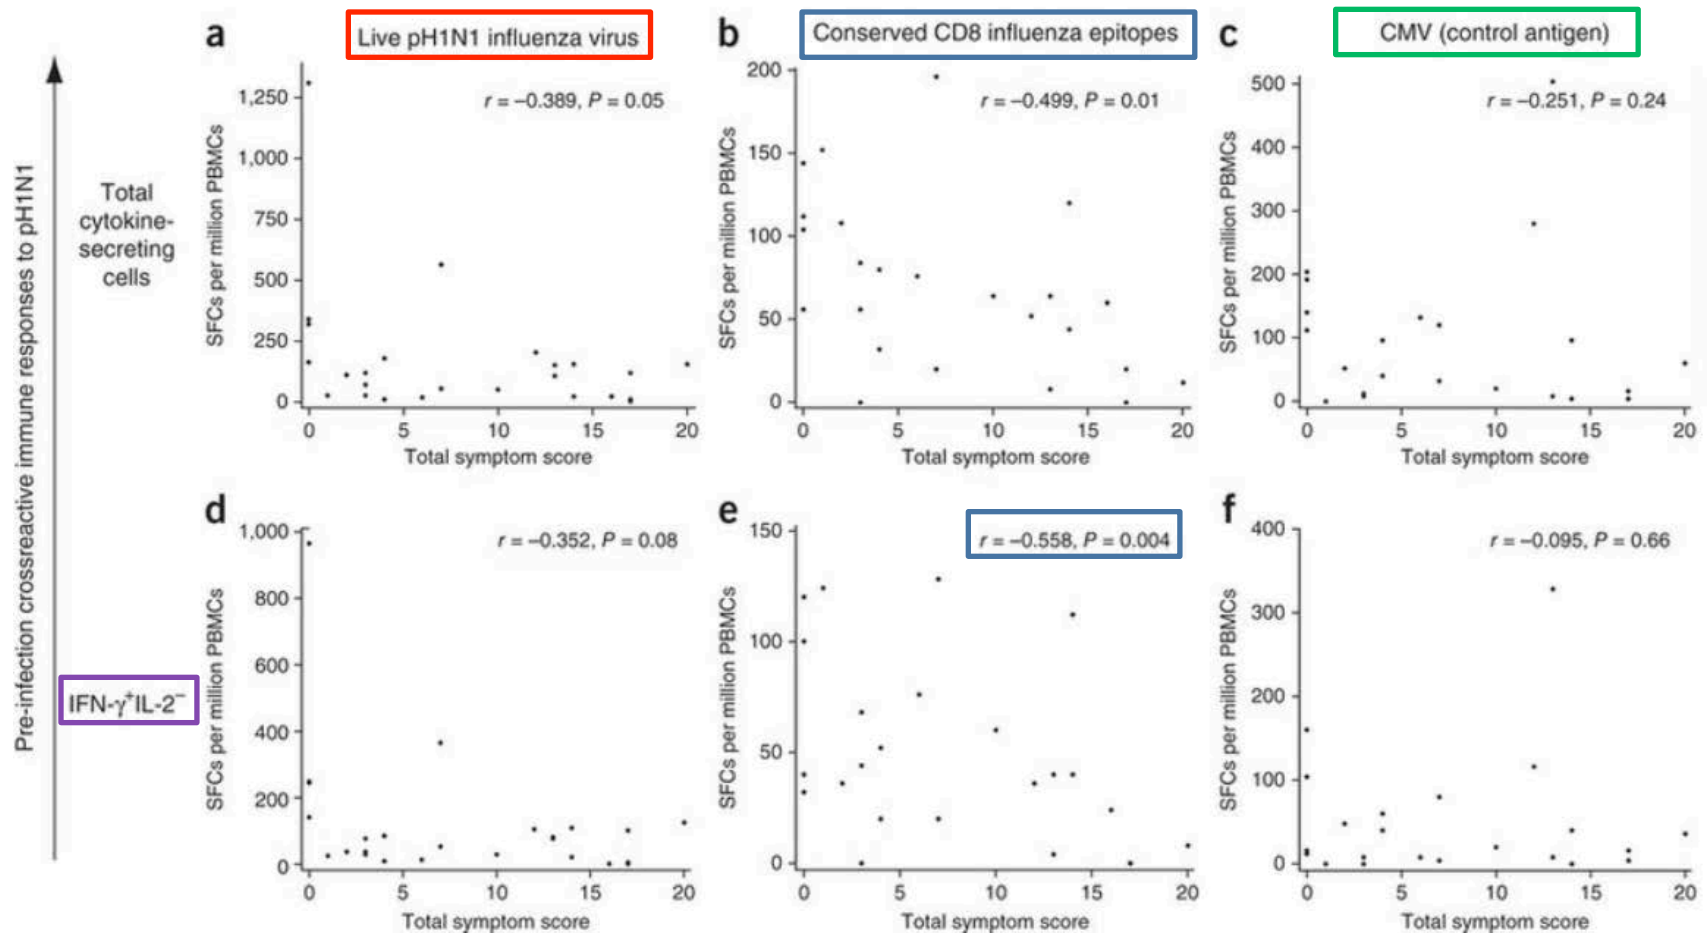 a
Live pH1N1 influenza virus
b
Conserved CD8 influenza epitopes
c
CMV (control antigen)
Pre-infection crossreactive immune responses to pH1N1
Total
cytokine-
secreting
cells
SFCs per million PBMCs
1,250
1,000
750
500
250
0
r = –0.389, P = 0.05
0 5 10 15 20
Total symptom score
SFCs per million PBMCs
200
150
100
50
0
r = –0.499, P = 0.01
0 5 10 15 20
Total symptom score
SFCs per million PBMCs
500
400
300
200
100
0
r = –0.251, P = 0.24
0 5 10 15 20
Total symptom score
IFN-γ+IL-2–
d
SFCs per million PBMCs
1,000
800
600
400
200
0
r = –0.352, P = 0.08
0 5 10 15 20
Total symptom score
e
SFCs per million PBMCs
150
100
50
0
r = –0.558, P = 0.004
0 5 10 15 20
Total symptom score
f
SFCs per million PBMCs
400
300
200
100
0
r = –0.095, P = 0.66
0 5 10 15 20
Total symptom score